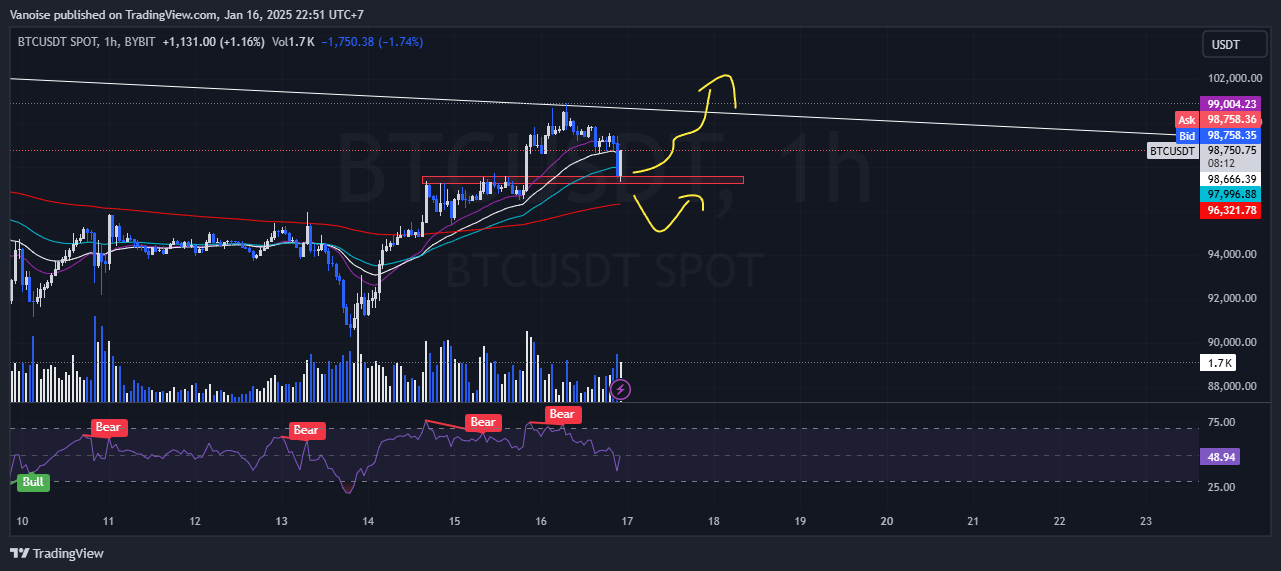 Vanoise published on TradingView.com, Jan 16, 2025 22:51 UTC+7
BTCUSDT SPOT, 1h, BYBIT +1,131.00 (+1.16%) Vol1.7 K −1,750.38 (−1.74%)
USDT
102,000.00
99,004.23
Ask 98,758.36
Bid 98,758.35
BTCUSDT 98,750.75
08:12
98,666.39
97,996.88
96,321.78
94,000.00
92,000.00
90,000.00
1.7 K
88,000.00
BTCUSDT, 1h
BTCUSDT SPOT
Bear
Bear
Bear
Bear
Bull
75.00
48.94
25.00
10 11 12 13 14 15 16 17 18 19 20 21 22 23
TradingView